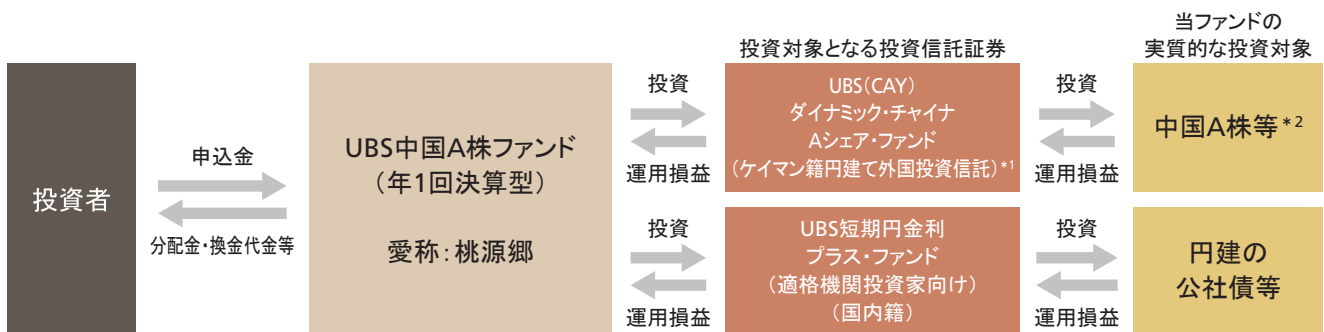 投資者
申込金
分配金・換金代金等
UBS中国A株ファンド
（年1回決算型）
愛称：桃源郷
投資
運用損益
投資
運用損益
投資対象となる投資信託証券
UBS（CAY）
ダイナミック・チャイナ
Aシェア・ファンド
（ケイマン籍円建て外国投資信託）*1
UBS短期円金利
プラス・ファンド
（適格機関投資家向け）
（国内籍）
投資
運用損益
投資
運用損益
当ファンドの
実質的な投資対象
中国A株等*2
円建の
公社債等